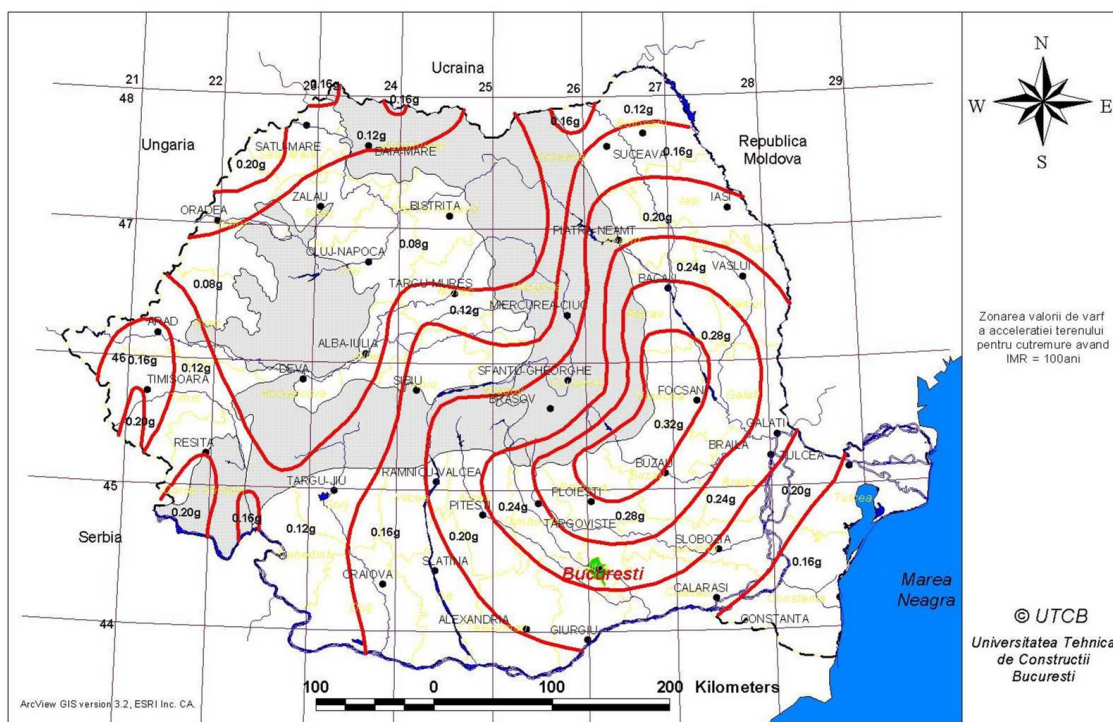 21
22
23
24
25
26
27
28
29
48
Ucraina
N
W
E
S
0.16g
0.16g
0.16g
0.12g
Ungaria
SATU-MARE
0.12g
BAIA-MARE
SUCEAVA
0.16g
Republica
Moldova
0.20g
ORADEA
ZALAU
BISTRITA
IASI
47
0.20g
PIATRA-NEAMT
CLUJ-NAPOCA
0.08g
0.24g
VASLUI
BACAU
0.08g
TARGU-MURES
0.12g
MIERCUREA-CIUC
Zonarea valorii de varf
a acceleratiei terenului
pentru cutremure avand
IMR = 100ani
ARAD
0.28g
46
0.16g
0.12g
ALBA-IULIA
TIMISOARA
DEVA
SIBIU
SFANTU-GHEORGHE
FOCSANI
BRASOV
0.20g
0.32g
GALATI
RESITA
BRAILA
TULCEA
BUZAU
RAMNICU-VALCEA
45
TARGU-JIU
0.24g
0.20g
PLOIESTI
PITESTI
0.24g
0.20g
0.16g
0.28g
TARGOVISTE
0.12g
0.16g
0.20g
SLOBOZIA
Serbia
0.16g
SLATINA
Bucuresti
CRAIOVA
CALARASI
Marea
Neagra
ALEXANDRIA
CONSTANTA
44
GIURGIU
© UTCB
Universitatea Tehnica
de Constructii
Bucuresti
100 0 100 200 Kilometers
ArcView GIS version 3.2, ESRI Inc. CA.